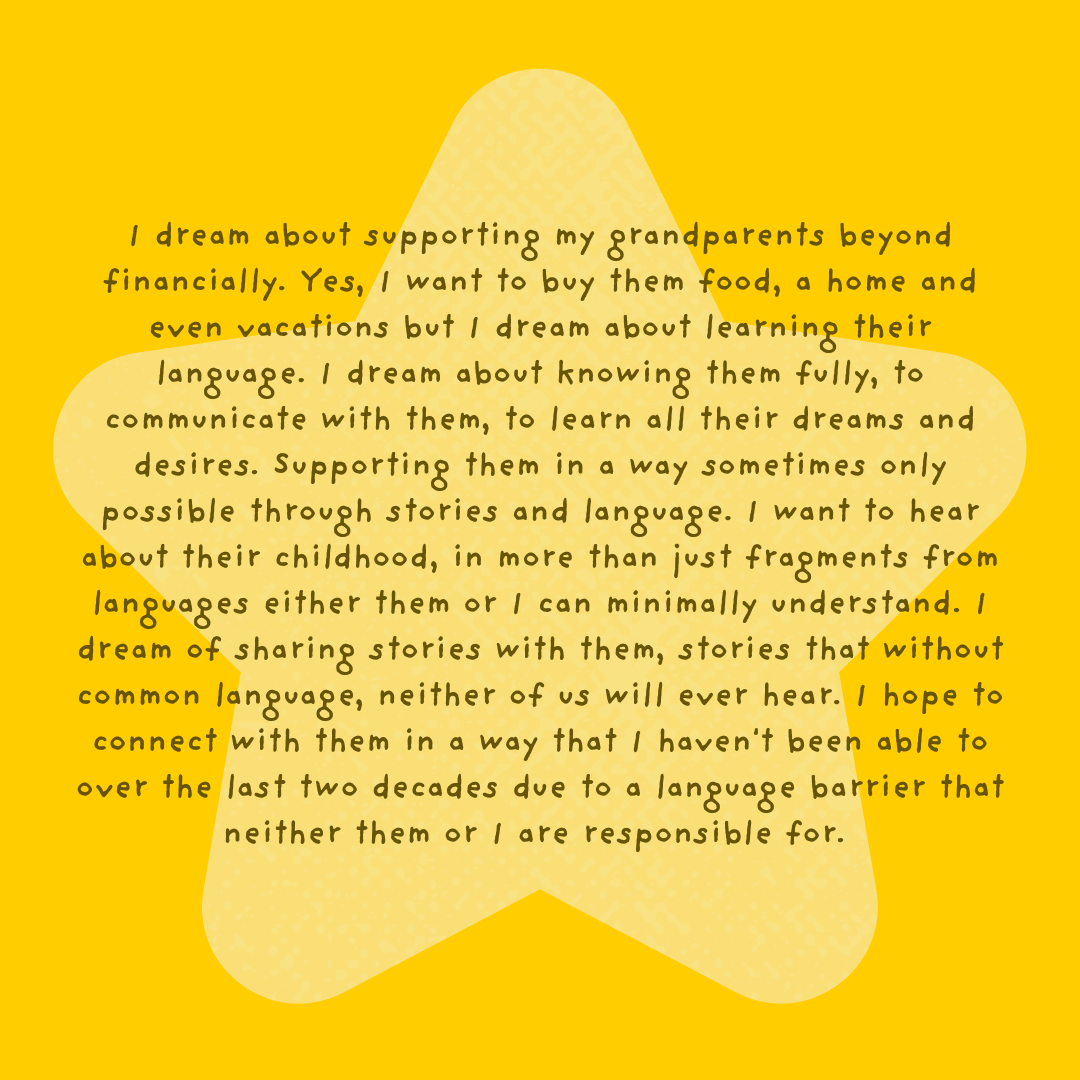 I dream about supporting my grandparents beyond
financially. Yes, I want to buy them food, a home and
even vacations but I dream about learning their
language. I dream about knowing them fully, to
communicate with them, to learn all their dreams and
desires. Supporting them in a way sometimes only
possible through stories and language. I want to hear
about their childhood, in more than just fragments from
languages either them or I can minimally understand. I
dream of sharing stories with them, stories that without
common language, neither of us will ever hear. I hope to
connect with them in a way that I haven't been able to
over the last two decades due to a language barrier that
neither them or I are responsible for.